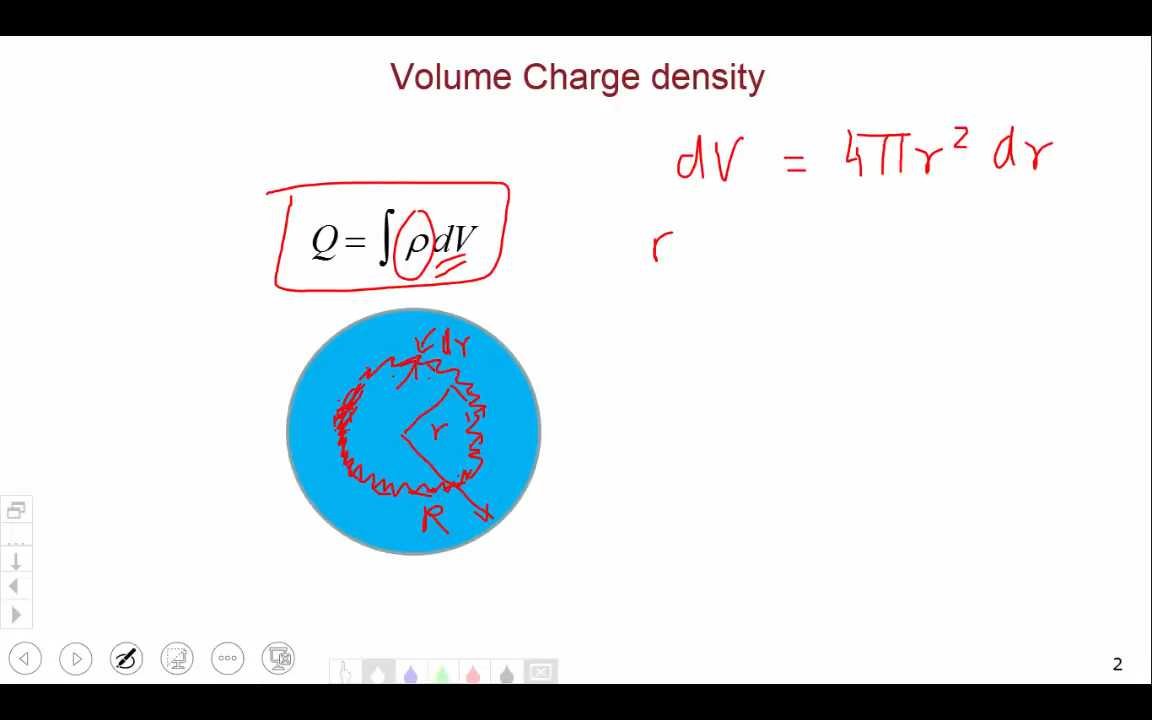 Volume Charge density
dV = 4πr² dr
Q = ∫ρdV
r
dr
r
R
2